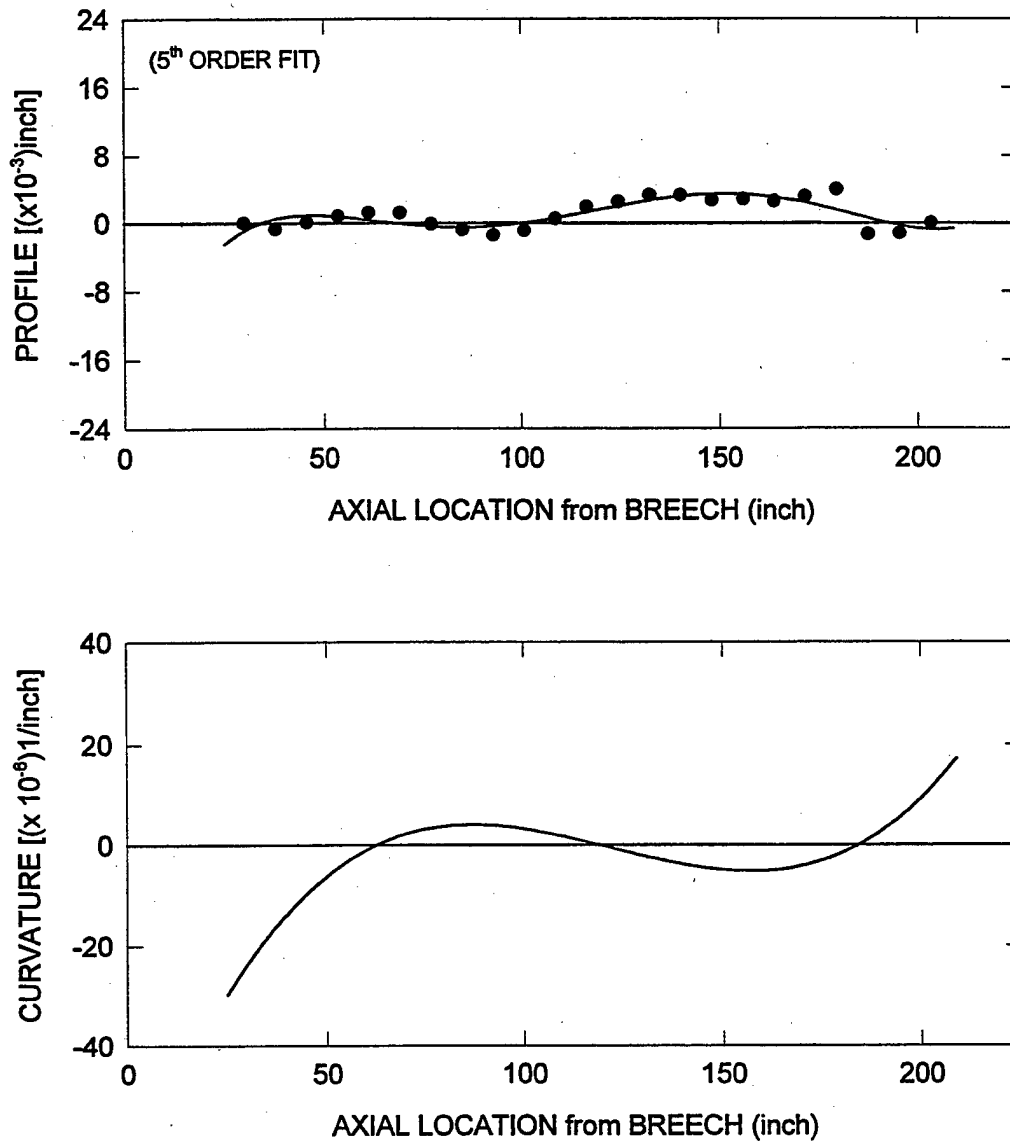 24
(5th ORDER FIT)
16
8
0
-8
-16
-24
PROFILE [(x10-3)inch]
0 50 100 150 200
AXIAL LOCATION from BREECH (inch)
40
20
0
-20
-40
CURVATURE [(x 10-6)1/inch]
0 50 100 150 200
AXIAL LOCATION from BREECH (inch)